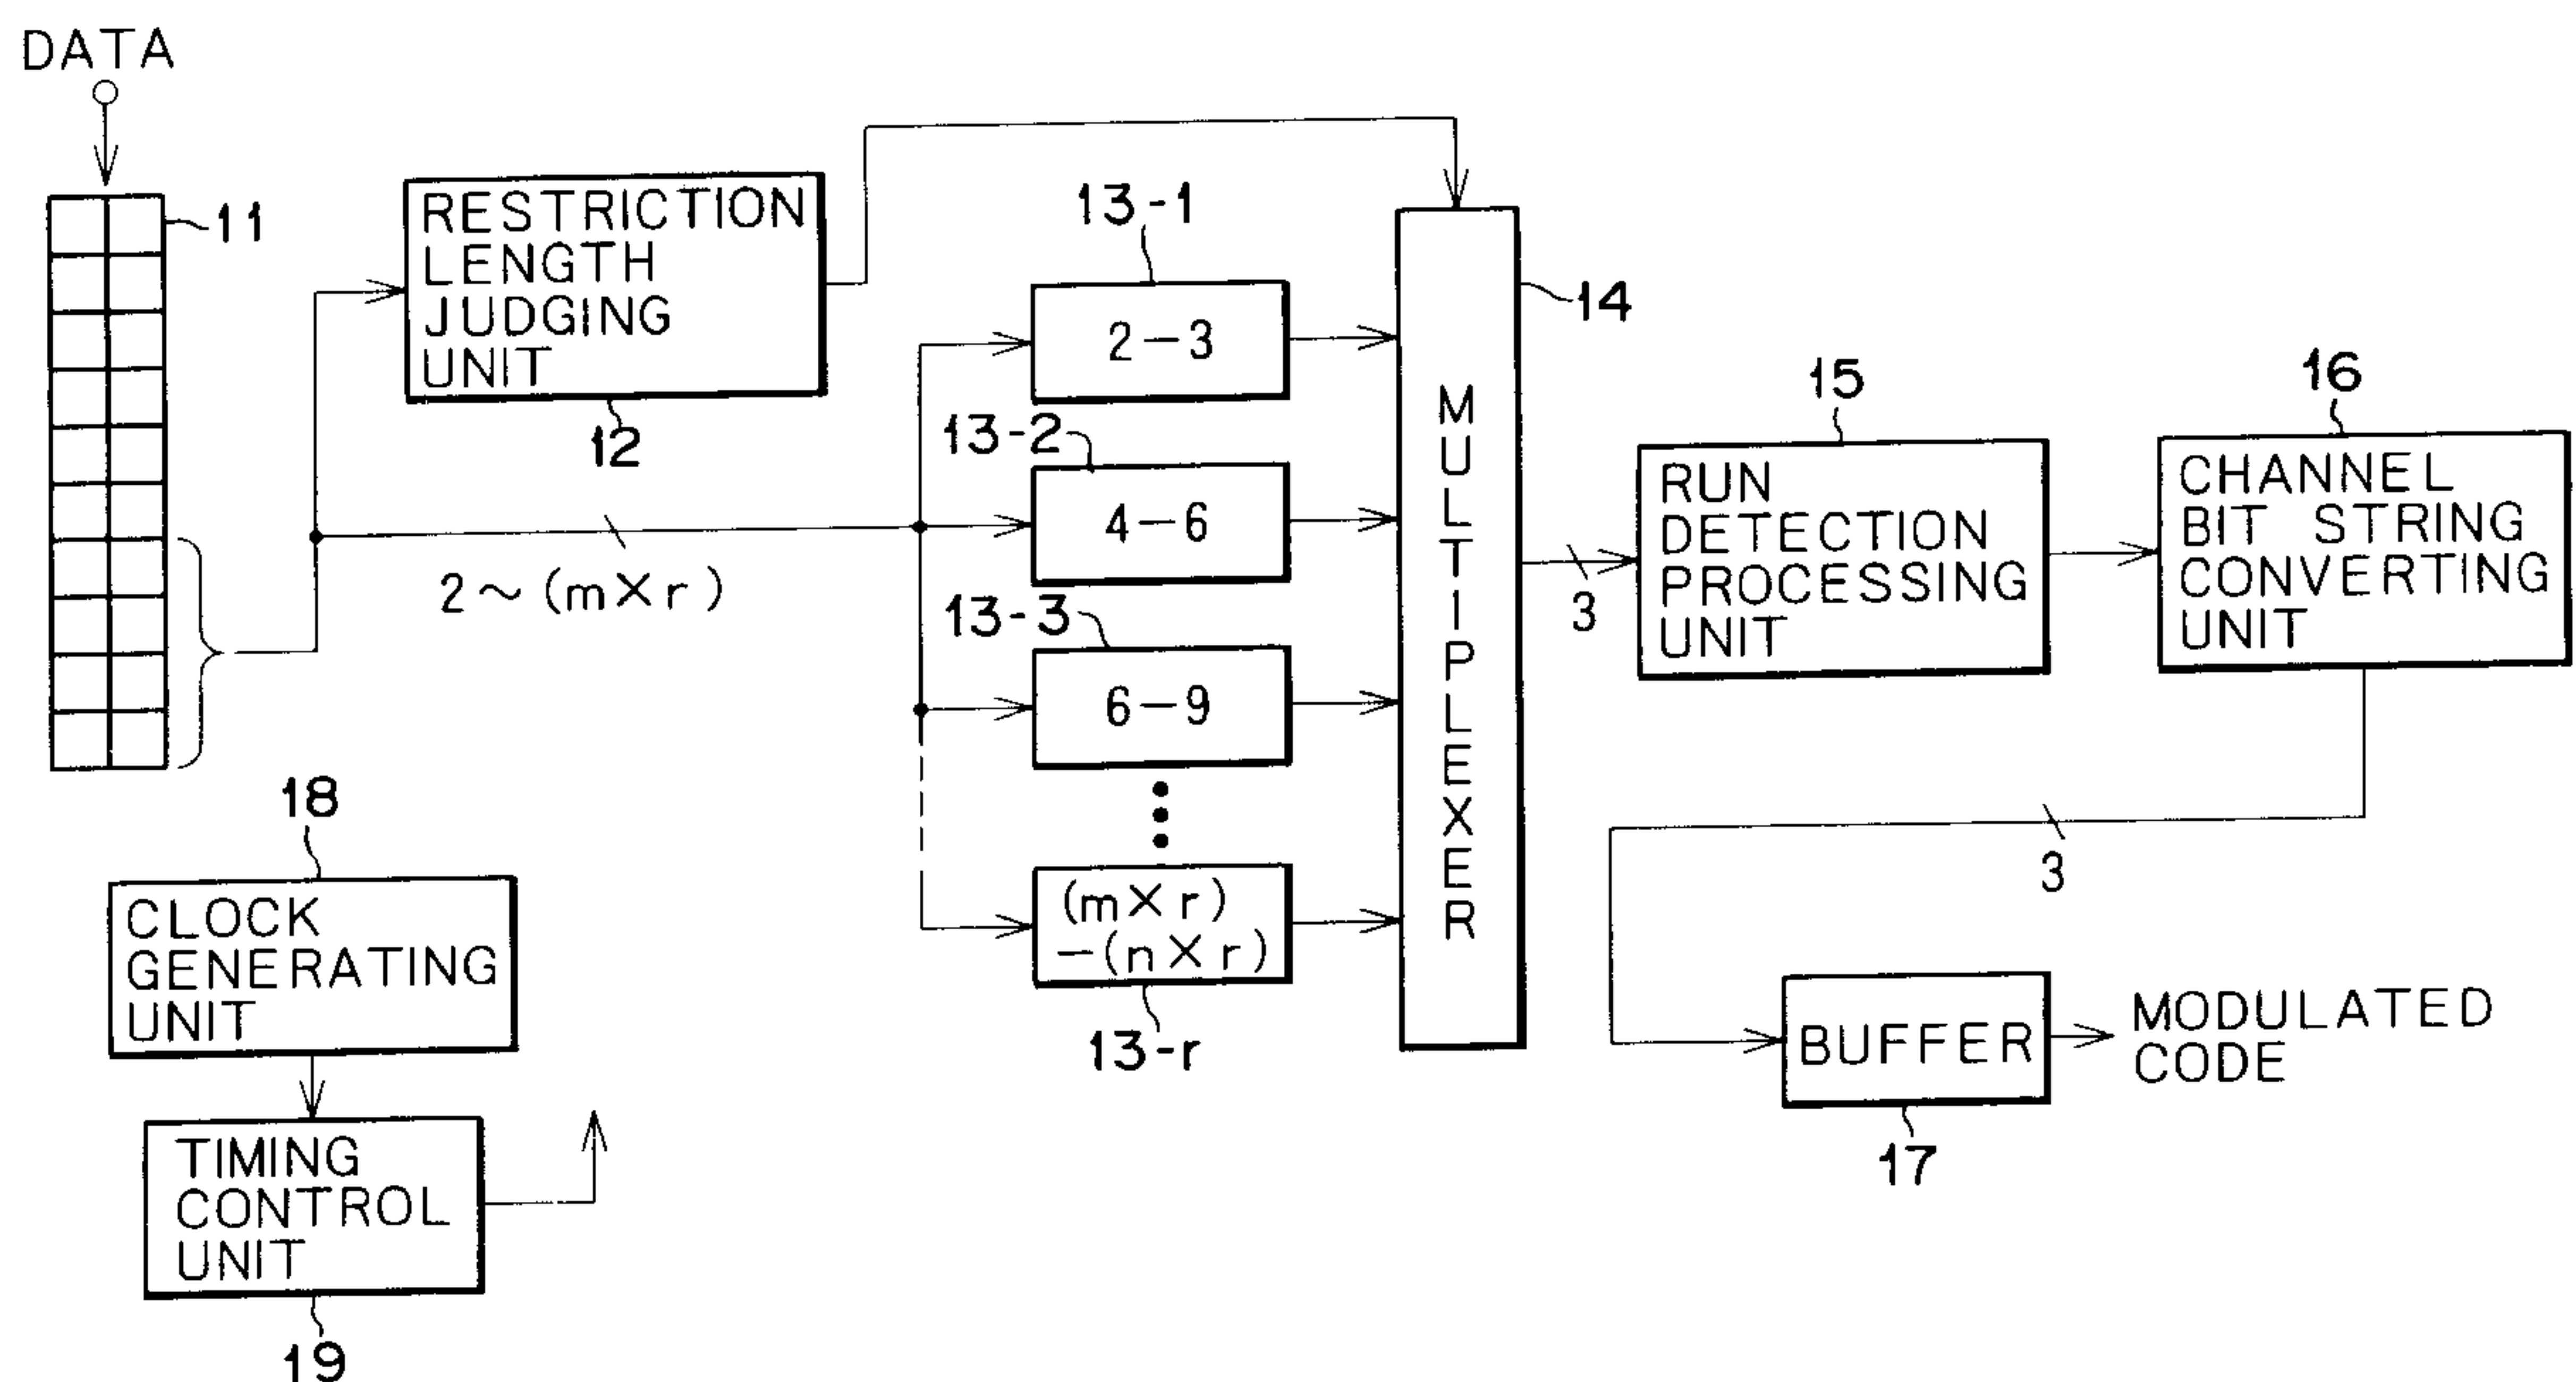 DATA
11
RESTRICTION
LENGTH
JUDGING
UNIT
12
2~(m×r)
13-1
2-3
13-2
4-6
13-3
6-9
(m×r)
-(n×r)
13-r
MULTIPLEXER
14
3
15
RUN
DETECTION
PROCESSING
UNIT
16
CHANNEL
BIT STRING
CONVERTING
UNIT
3
BUFFER
17
MODULATED
CODE
18
CLOCK
GENERATING
UNIT
TIMING
CONTROL
UNIT
19